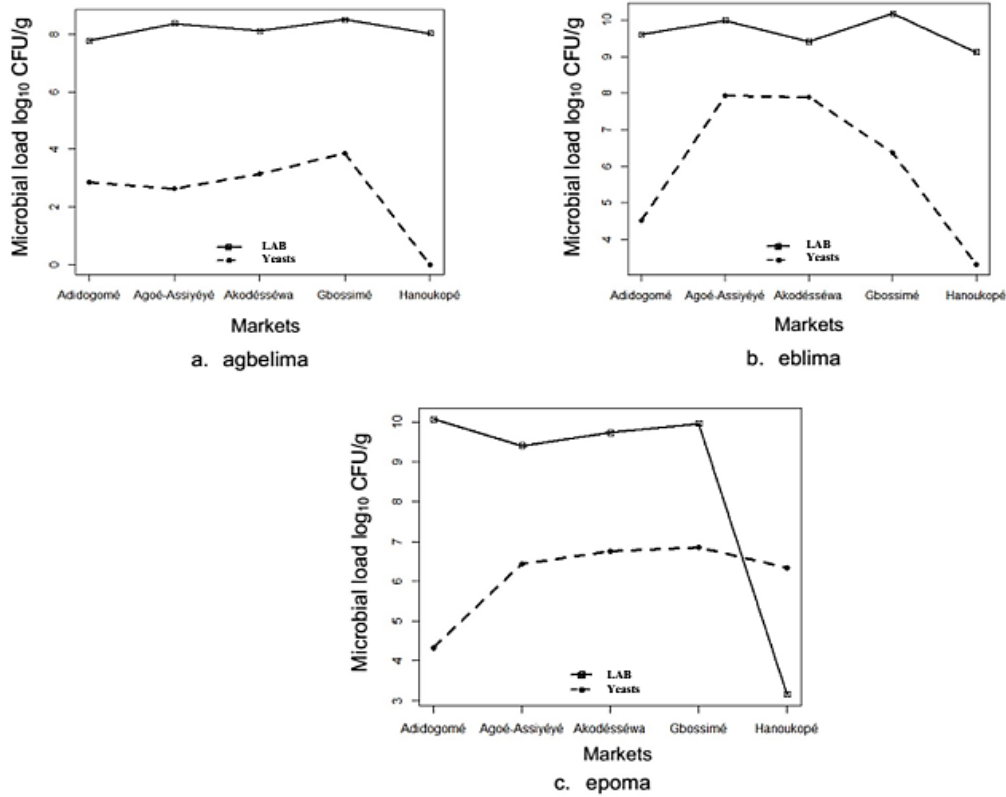 Microbial load log₁₀ CFU/g
8
6
4
2
0
LAB
Yeasts
Adidogomé Agoé-Assiyéyé Akodésséwa Gbossimé Hanoukopé
Markets
a. agbelima
Microbial load log₁₀ CFU/g
10
9
8
7
6
5
4
LAB
Yeasts
Adidogomé Agoé-Assiyéyé Akodésséwa Gbossimé Hanoukopé
Markets
b. eblima
Microbial load log₁₀ CFU/g
10
9
8
7
6
5
4
3
LAB
Yeasts
Adidogomé Agoé-Assiyéyé Akodésséwa Gbossimé Hanoukopé
Markets
c. epoma